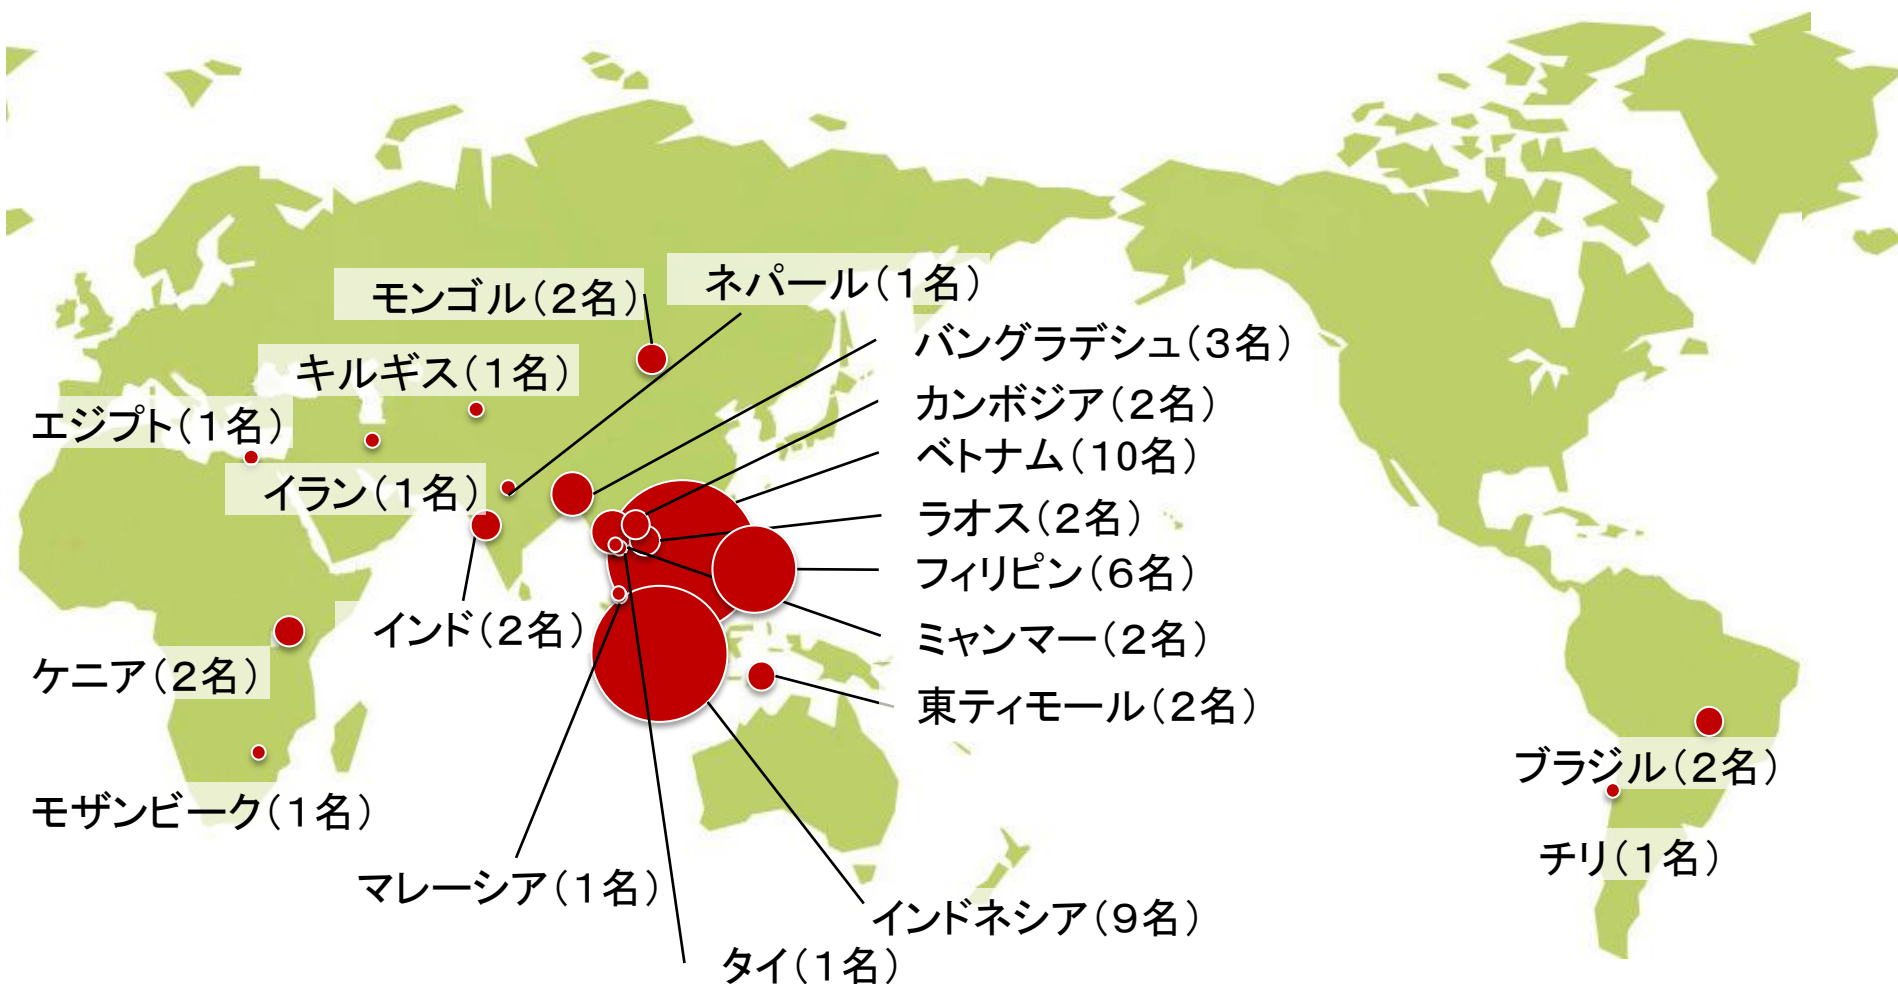 ネパール（１名）
モンゴル（２名）
バングラデシュ（３名）
キルギス（１名）
カンボジア（２名）
エジプト（１名）
ベトナム（10名）
イラン（１名）
ラオス（２名）
フィリピン（６名）
インド（２名）
ミャンマー（２名）
ケニア（２名）
東ティモール（２名）
ブラジル（２名）
モザンビーク（１名）
チリ（１名）
マレーシア（１名）
インドネシア（９名）
タイ（１名）